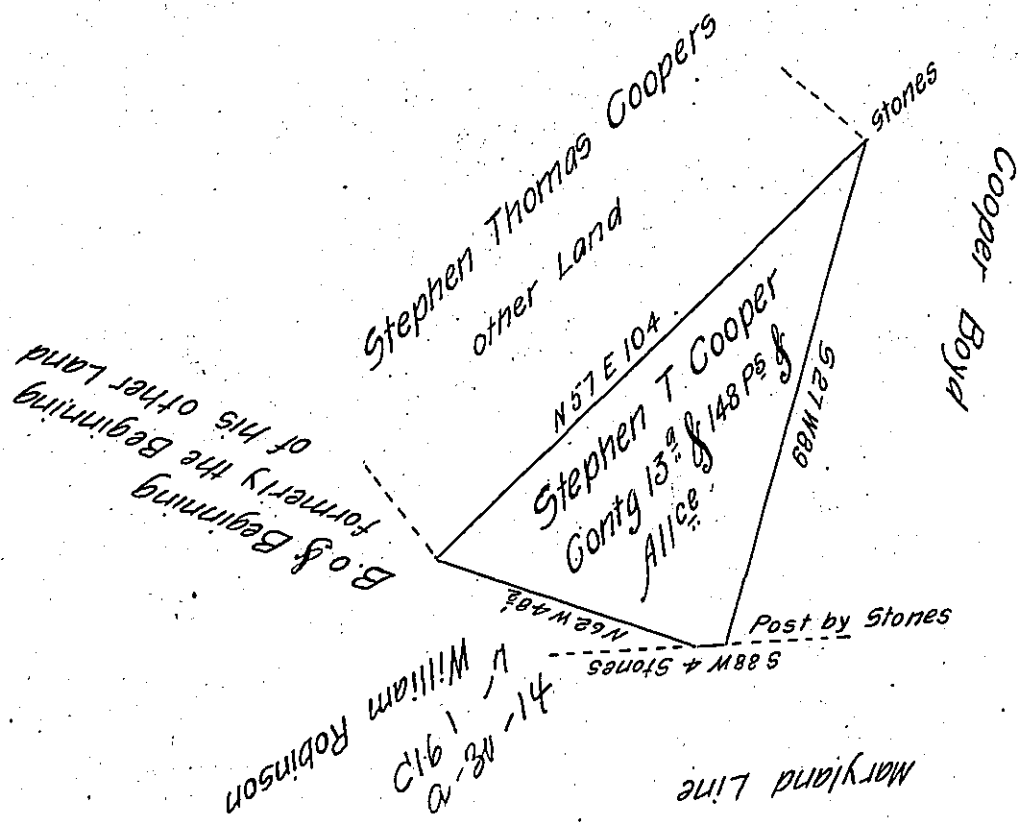 Stephen Thomas Coopers
other Land
Stones
Cooper Boyd
N 57 E 104
Stephen T Cooper
Contg 13a & 148 Ps &
Allce
S 27 W 89
B.o.& Beginning
formerly the Beginning
of his other Land
N 62 W 48½
Post by Stones
S 88 W 4 Stones
William Robinson
Maryland Line